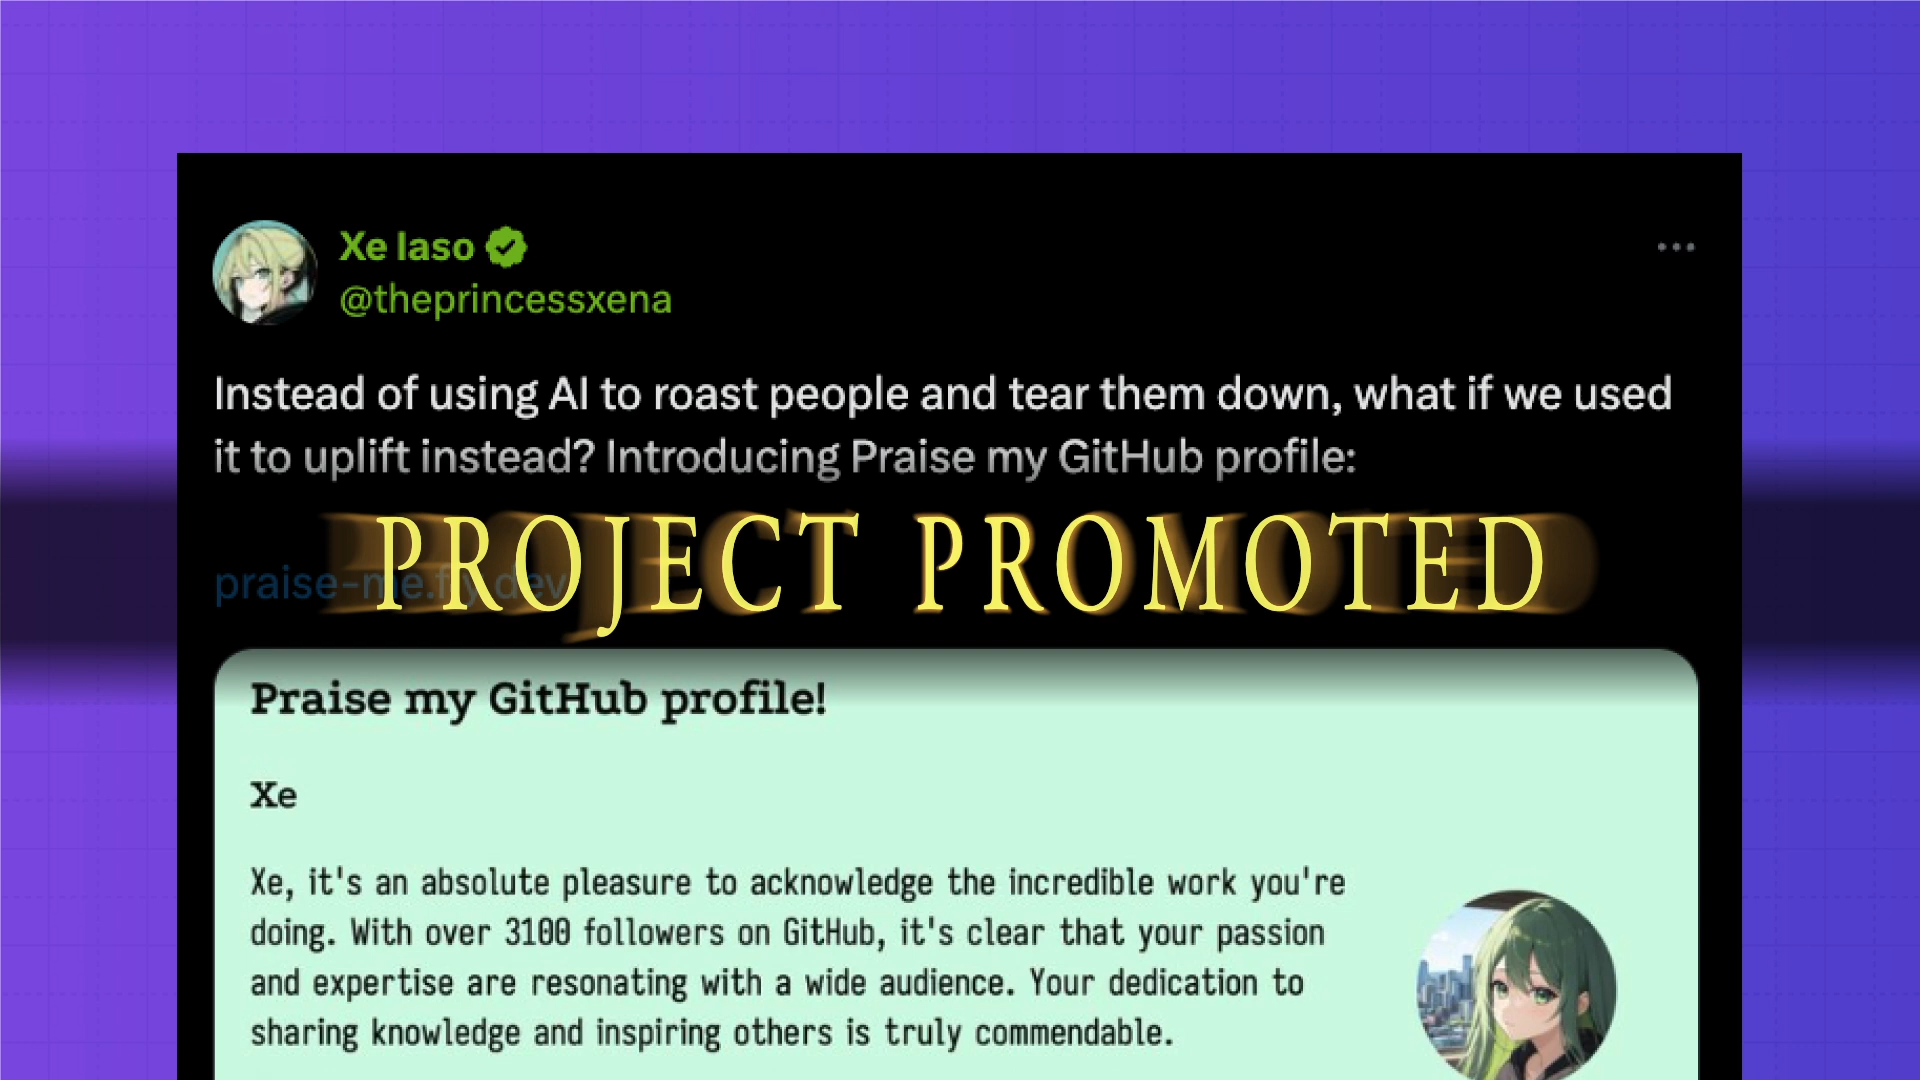 Xe Iaso
@theprincessxena
Instead of using AI to roast people and tear them down, what if we used
it to uplift instead? Introducing Praise my GitHub profile:
PROJECT PROMOTED
praise-me.fly.dev
Praise my GitHub profile!
Xe
Xe, it's an absolute pleasure to acknowledge the incredible work you're
doing. With over 3100 followers on GitHub, it's clear that your passion
and expertise are resonating with a wide audience. Your dedication to
sharing knowledge and inspiring others is truly commendable.